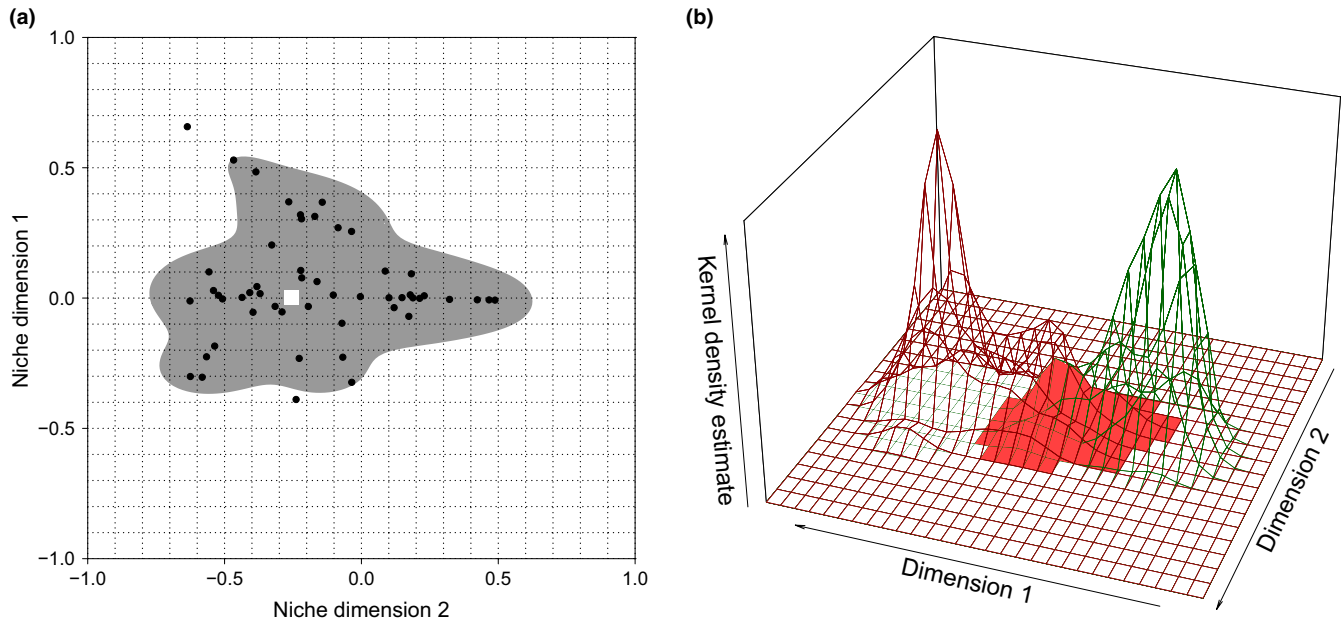 (a)
1.0
0.5
0.0
−0.5
−1.0
Niche dimension 1
−1.0
−0.5
0.0
0.5
1.0
Niche dimension 2
(b)
Kernel density estimate
Dimension 1
Dimension 2